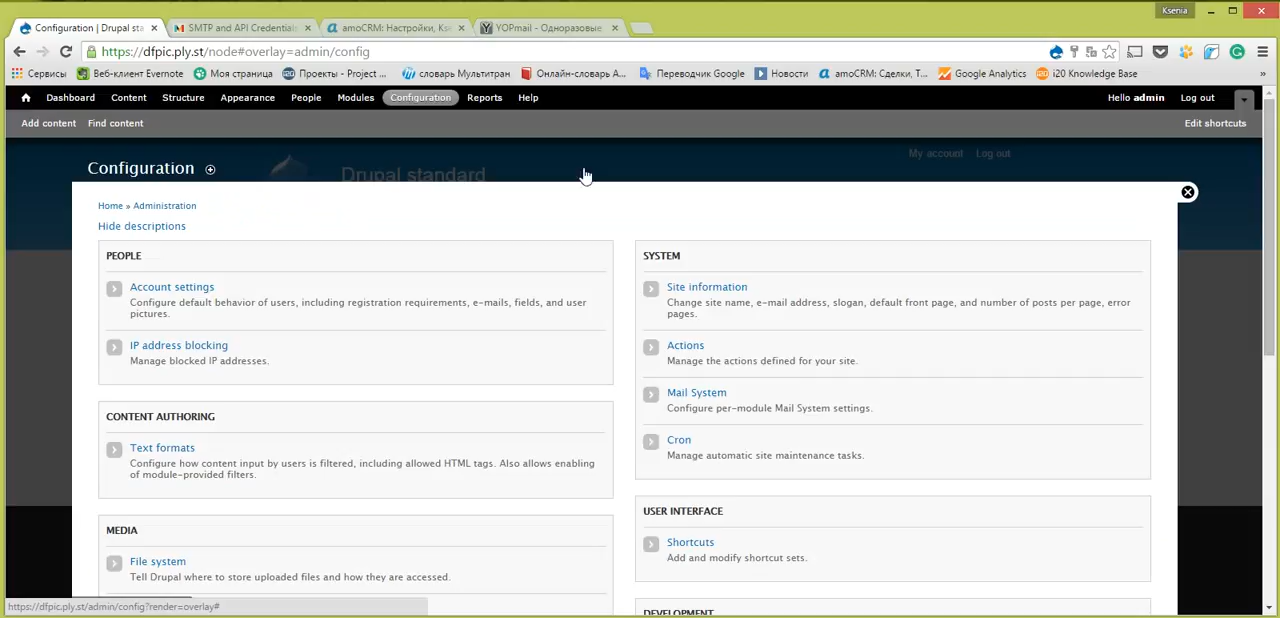 Ksenia
Configuration | Drupal sta
SMTP and API Credentials
amoCRM: Настройки, Kse
YOPmail - Одноразовые
https://dfpic.ply.st/node#overlay=admin/config
Сервисы
Веб-клиент Evernote
Моя страница
Проекты - Project ...
словарь Мультитран
Онлайн-словарь A...
Переводчик Google
Новости
amoCRM: Сделки, T...
Google Analytics
i20 Knowledge Base
»
Dashboard Content Structure Appearance People Modules Configuration Reports Help
Hello admin Log out
Add content Find content
Edit shortcuts
My account Log out
Configuration
Drupal standard
Home » Administration
Hide descriptions
PEOPLE
Account settings
Configure default behavior of users, including registration requirements, e-mails, fields, and user
pictures.
IP address blocking
Manage blocked IP addresses.
CONTENT AUTHORING
Text formats
Configure how content input by users is filtered, including allowed HTML tags. Also allows enabling
of module-provided filters.
MEDIA
File system
Tell Drupal where to store uploaded files and how they are accessed.
SYSTEM
Site information
Change site name, e-mail address, slogan, default front page, and number of posts per page, error
pages.
Actions
Manage the actions defined for your site.
Mail System
Configure per-module Mail System settings.
Cron
Manage automatic site maintenance tasks.
USER INTERFACE
Shortcuts
Add and modify shortcut sets.
DEVELOPMENT
https://dfpic.ply.st/admin/config?render=overlay#